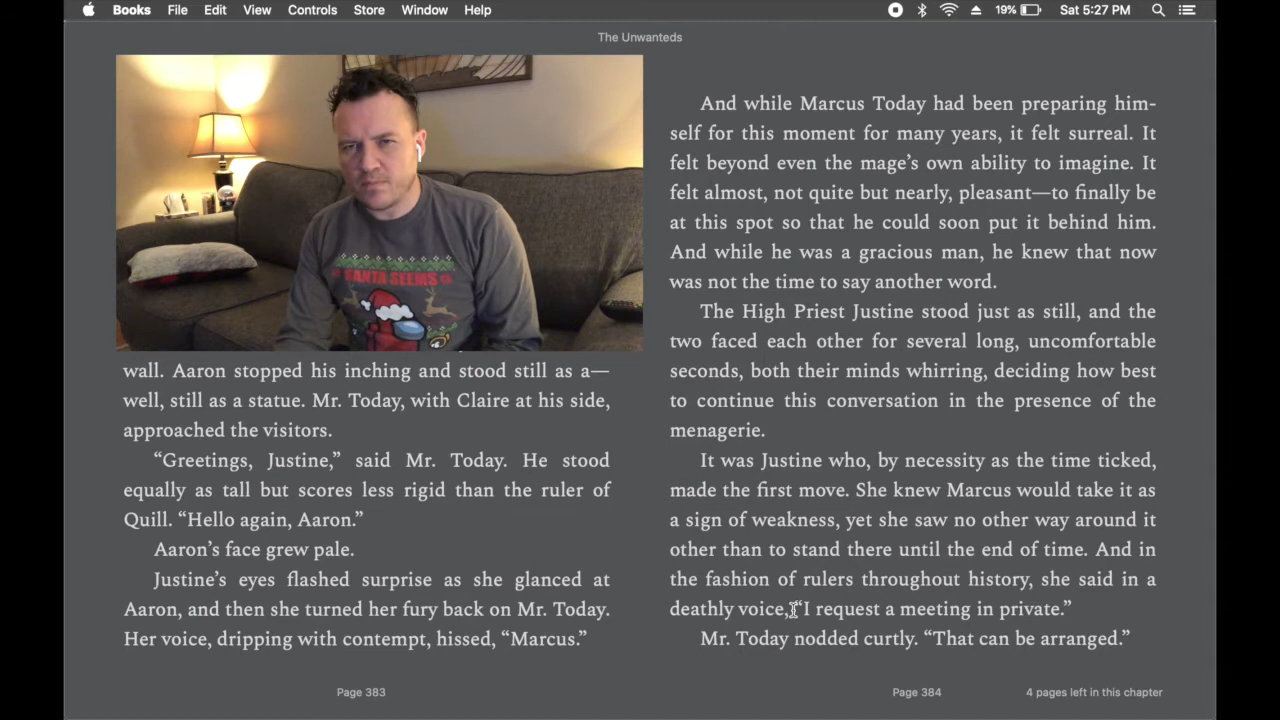 Books File Edit View Controls Store Window Help 19% Sat 5:27 PM
The Unwanteds
SANTA SEEMS
wall. Aaron stopped his inching and stood still as a—
well, still as a statue. Mr. Today, with Claire at his side,
approached the visitors.
“Greetings, Justine,” said Mr. Today. He stood
equally as tall but scores less rigid than the ruler of
Quill. “Hello again, Aaron.”
Aaron’s face grew pale.
Justine’s eyes flashed surprise as she glanced at
Aaron, and then she turned her fury back on Mr. Today.
Her voice, dripping with contempt, hissed, “Marcus.”
And while Marcus Today had been preparing him-
self for this moment for many years, it felt surreal. It
felt beyond even the mage’s own ability to imagine. It
felt almost, not quite but nearly, pleasant—to finally be
at this spot so that he could soon put it behind him.
And while he was a gracious man, he knew that now
was not the time to say another word.
The High Priest Justine stood just as still, and the
two faced each other for several long, uncomfortable
seconds, both their minds whirring, deciding how best
to continue this conversation in the presence of the
menagerie.
It was Justine who, by necessity as the time ticked,
made the first move. She knew Marcus would take it as
a sign of weakness, yet she saw no other way around it
other than to stand there until the end of time. And in
the fashion of rulers throughout history, she said in a
deathly voice, “I request a meeting in private.”
Mr. Today nodded curtly. “That can be arranged.”
Page 383
Page 384
4 pages left in this chapter